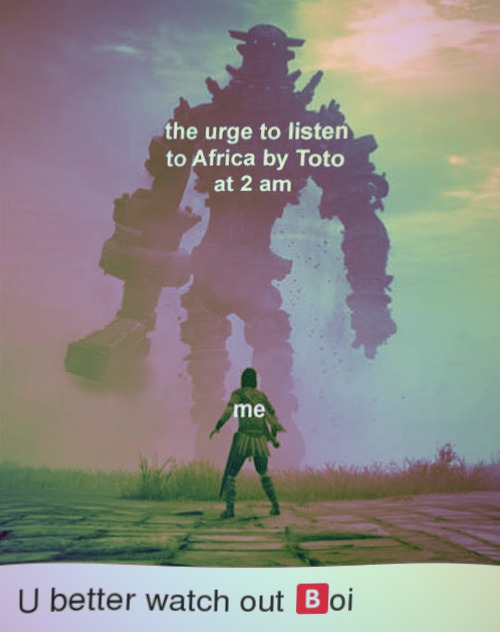 the urge to listen
to Africa by Toto
at 2 am
me
U better watch out 🅱oi